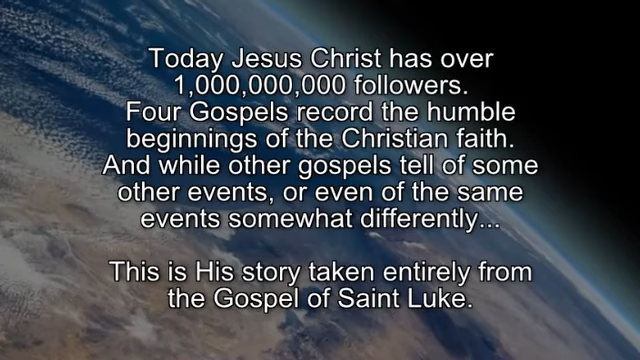 Today Jesus Christ has over
1,000,000,000 followers.
Four Gospels record the humble
beginnings of the Christian faith.
And while other gospels tell of some
other events, or even of the same
events somewhat differently...
This is His story taken entirely from
the Gospel of Saint Luke.